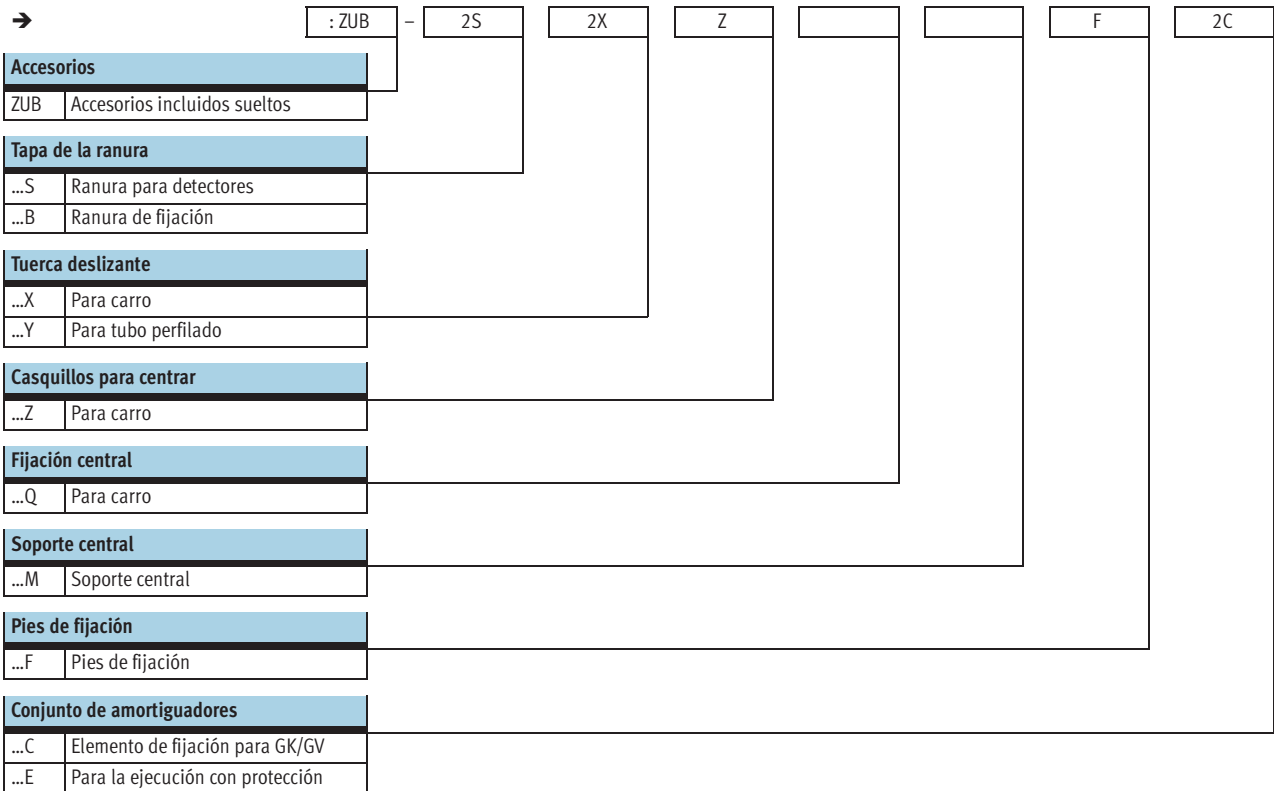 ➔ : ZUB – 2S 2X Z F 2C
Accesorios
ZUB Accesorios incluidos sueltos
Tapa de la ranura
...S Ranura para detectores
...B Ranura de fijación
Tuerca deslizante
...X Para carro
...Y Para tubo perfilado
Casquillos para centrar
...Z Para carro
Fijación central
...Q Para carro
Soporte central
...M Soporte central
Pies de fijación
...F Pies de fijación
Conjunto de amortiguadores
...C Elemento de fijación para GK/GV
...E Para la ejecución con protección